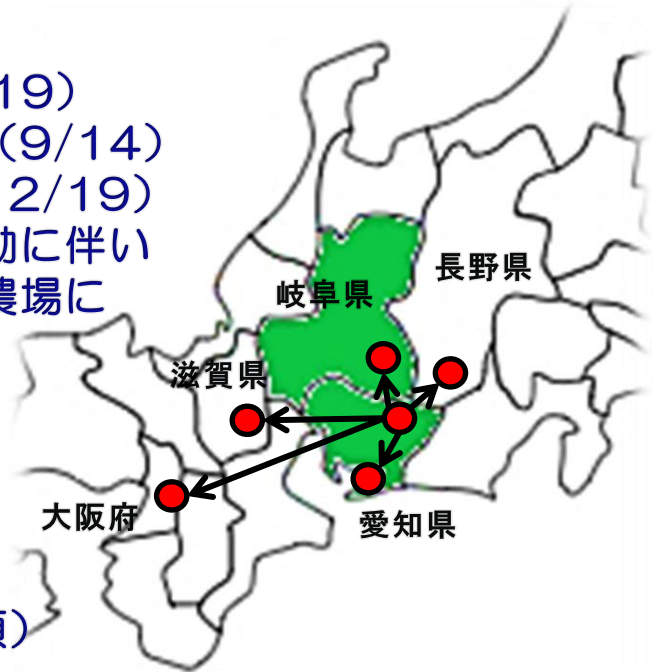 19）
（9/14）
12/19）
動に伴い
農場に
長野県
岐阜県
滋賀県
大阪府
愛知県